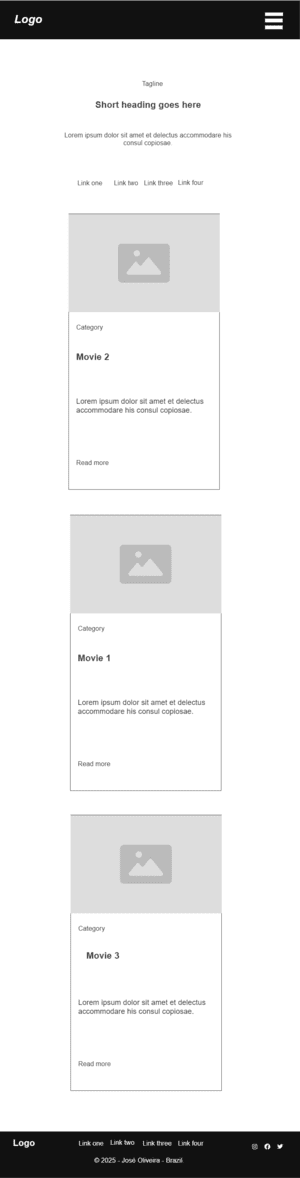 Logo
Tagline
Short heading goes here
Lorem ipsum dolor sit amet et delectus accommodare his
consul copiosae
Link one Link two Link three Link four
Category
Movie 2
Lorem ipsum dolor sit amet et delectus
accommodare his consul copiosae.
Read more
Category
Movie 1
Lorem ipsum dolor sit amet et delectus
accommodare his consul copiosae.
Read more
Category
Movie 3
Lorem ipsum dolor sit amet et delectus
accommodare his consul copiosae.
Read more
Logo Link one Link two Link three Link four
© 2025 - José Oliveira - Brazil